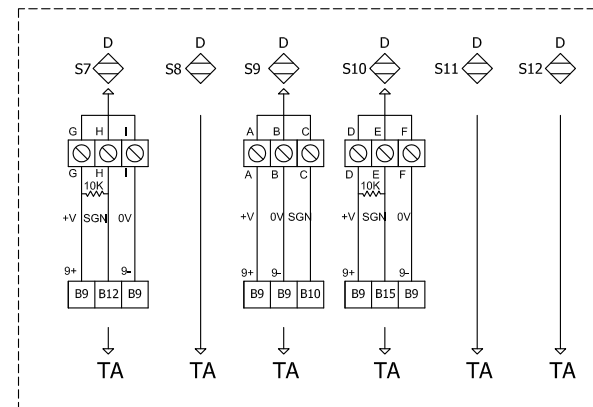 D D D D D D
S7 S8 S9 S10 S11 S12
G H I A B C D E F
G H I A B C D E F
10K 10K
+V SGN 0V +V 0V SGN +V SGN 0V
9+ 9- 9+ 9- 9+ 9-
B9 B12 B9 B9 B9 B10 B9 B15 B9
TA TA TA TA TA TA